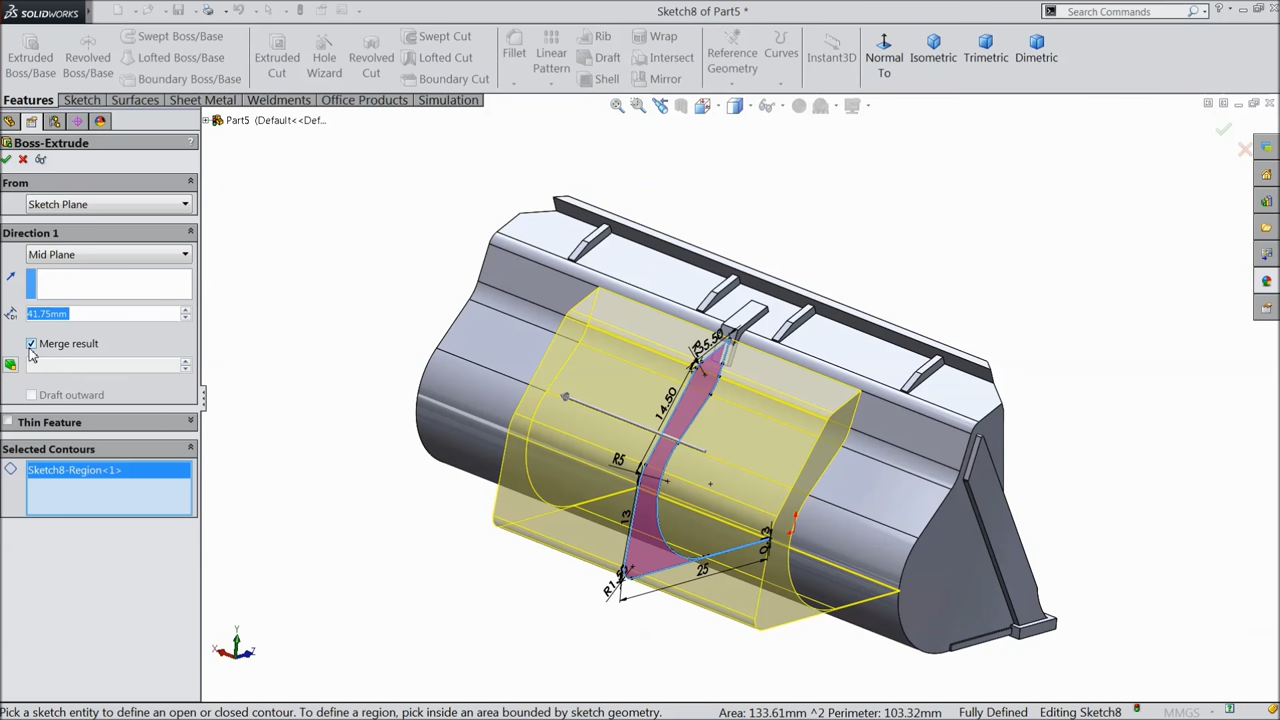 SOLIDWORKS
Sketch8 of Part5 *
Search Commands
Extruded Boss/Base
Revolved Boss/Base
Swept Boss/Base
Lofted Boss/Base
Boundary Boss/Base
Extruded Cut
Hole Wizard
Revolved Cut
Swept Cut
Lofted Cut
Boundary Cut
Fillet
Linear Pattern
Rib
Draft
Shell
Wrap
Intersect
Mirror
Reference Geometry
Curves
Instant3D
Normal To
Isometric
Trimetric
Dimetric
Features Sketch Surfaces Sheet Metal Weldments Office Products Simulation
Part5 (Default<<Def...
Boss-Extrude ?
From
Sketch Plane
Direction 1
Mid Plane
41.75mm
Merge result
Draft outward
Thin Feature
Selected Contours
Sketch8-Region<1>
14.50
R5
13
25
Y
X
Z
Pick a sketch entity to define an open or closed contour. To define a region, pick inside an area bounded by sketch geometry. Area: 133.61mm ^2 Perimeter: 103.32mm Fully Defined Editing Sketch8 MMGS